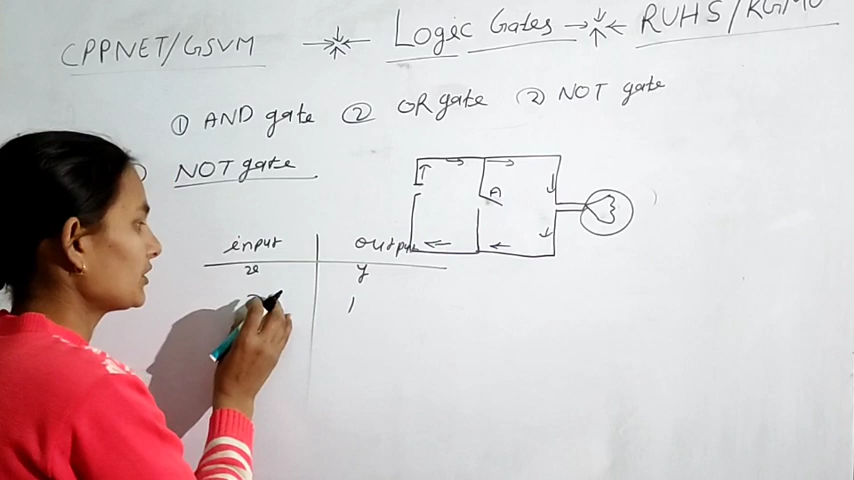 CPPNET/GSVM Logic Gates RUHS/KGMU
① AND gate ② OR gate ③ NOT gate
NOT gate
A
input output
x y
1